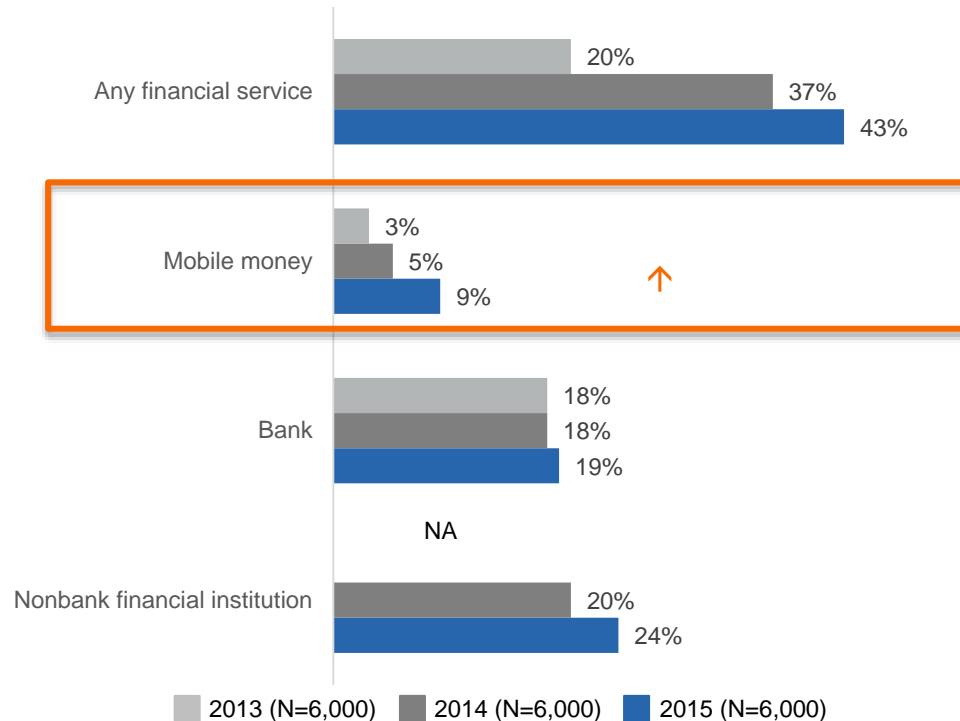 20%
Any financial service
37%
43%
3%
Mobile money
5%
9%
18%
Bank
18%
19%
NA
Nonbank financial institution
20%
24%
2013 (N=6,000) 2014 (N=6,000) 2015 (N=6,000)